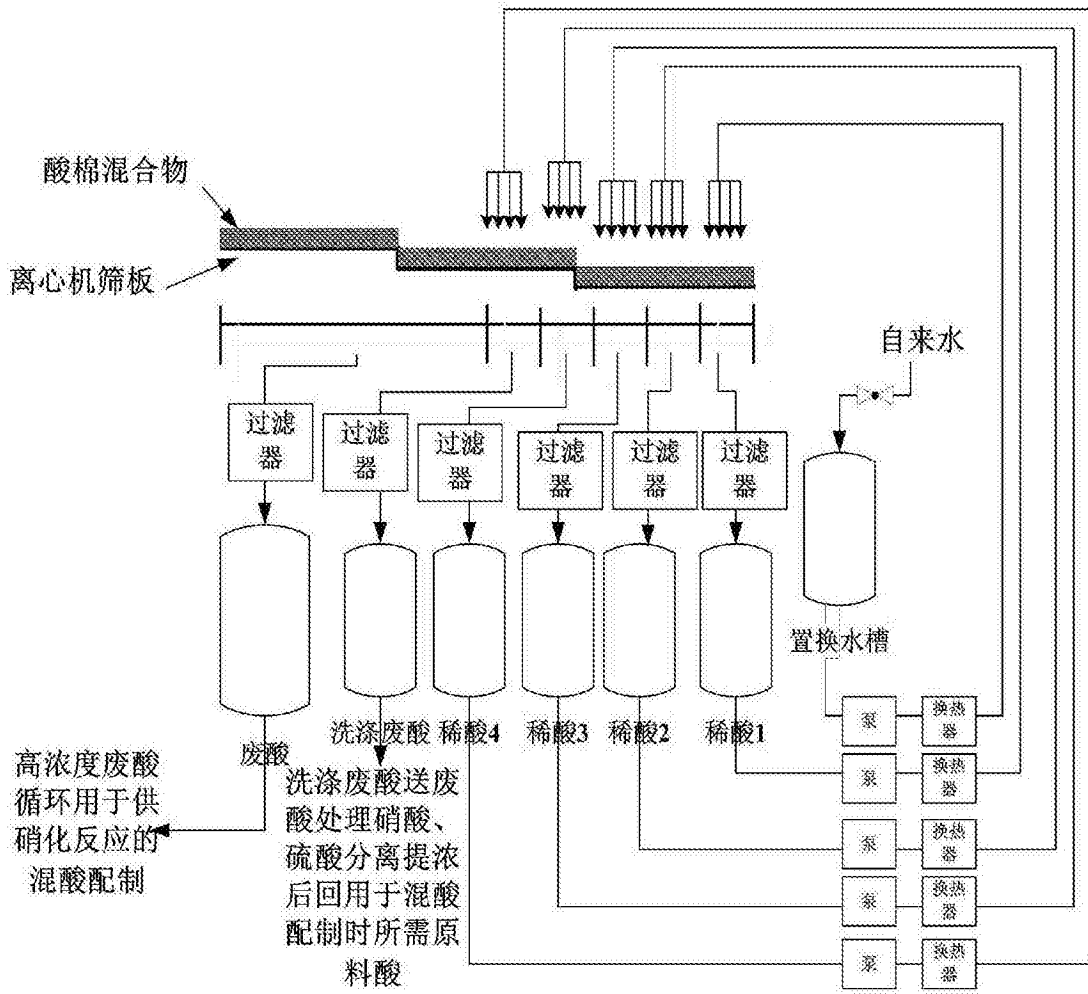 酸棉混合物
离心机筛板
自来水
过滤
器
过滤
器
过滤
器
过滤
器
过滤
器
过滤
器
置换水槽
废酸
洗涤废酸
稀酸4
稀酸3
稀酸2
稀酸1
高浓度废酸
循环用于供
硝化反应的
混酸配制
洗涤废酸送废
酸处理硝酸、
硫酸分离提浓
后回用于混酸
配制时所需原
料酸
泵
换热
器
泵
换热
器
泵
换热
器
泵
换热
器
泵
换热
器